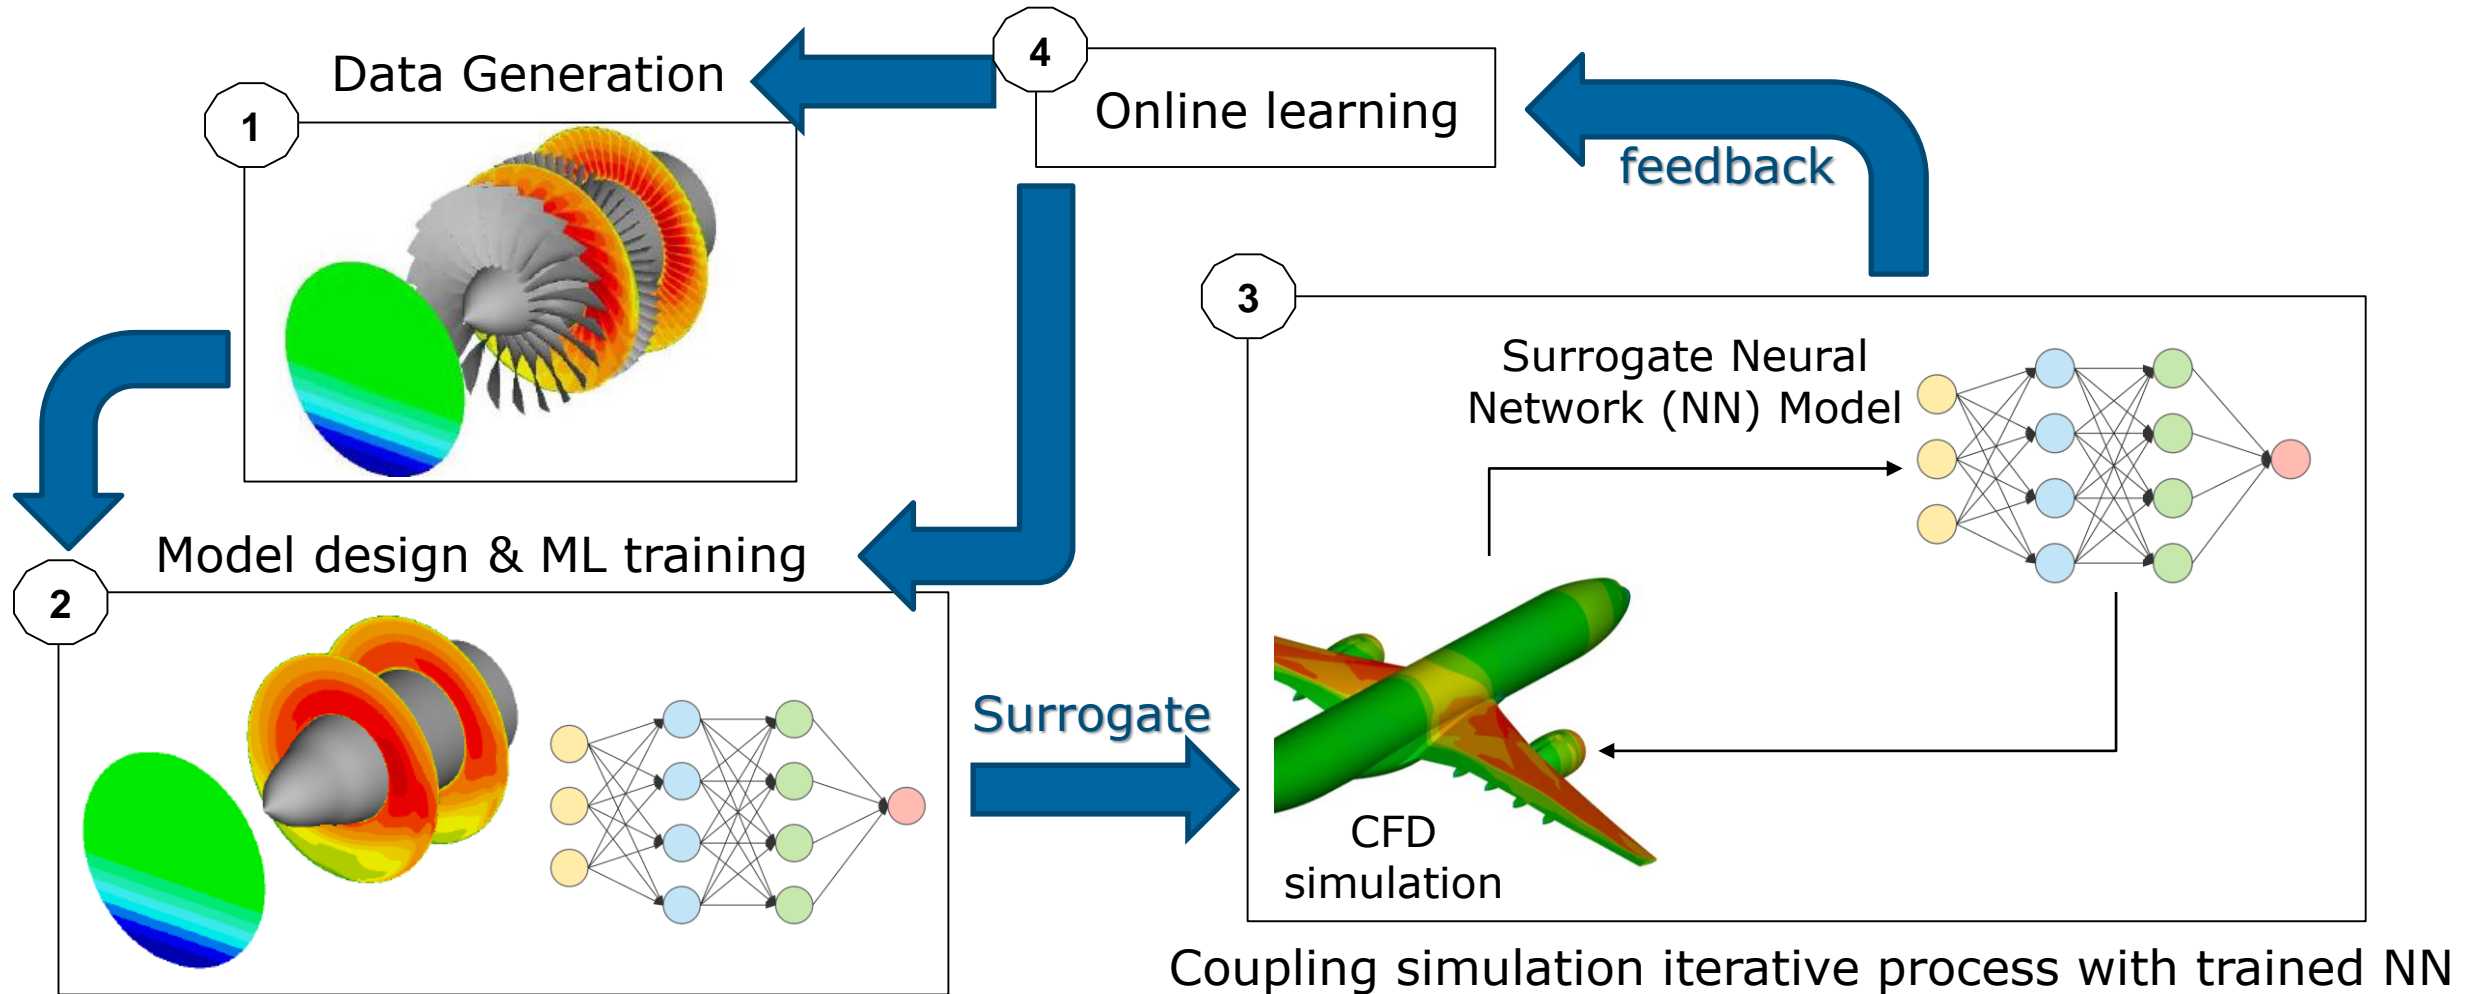 Data Generation
1
4
Online learning
feedback
Model design & ML training
2
Surrogate
3
Surrogate Neural
Network (NN) Model
CFD
simulation
Coupling simulation iterative process with trained NN